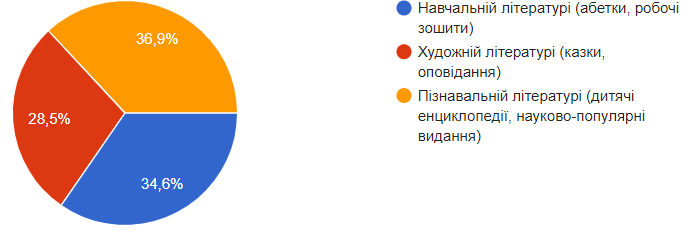 36,9%
28,5%
34,6%
Навчальній літературі (абетки, робочі
зошити)
Художній літературі (казки,
оповідання)
Пізнавальній літературі (дитячі
енциклопедії, науково-популярні
видання)